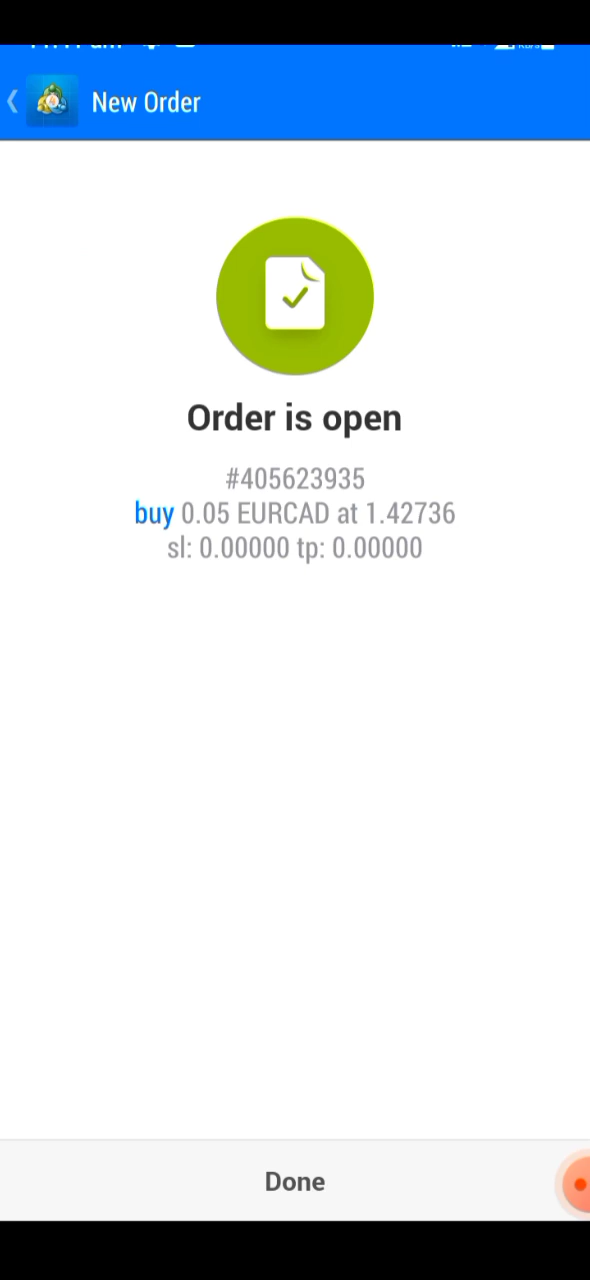 New Order
Order is open
#405623935
buy 0.05 EURCAD at 1.42736
sl: 0.00000 tp: 0.00000
Done